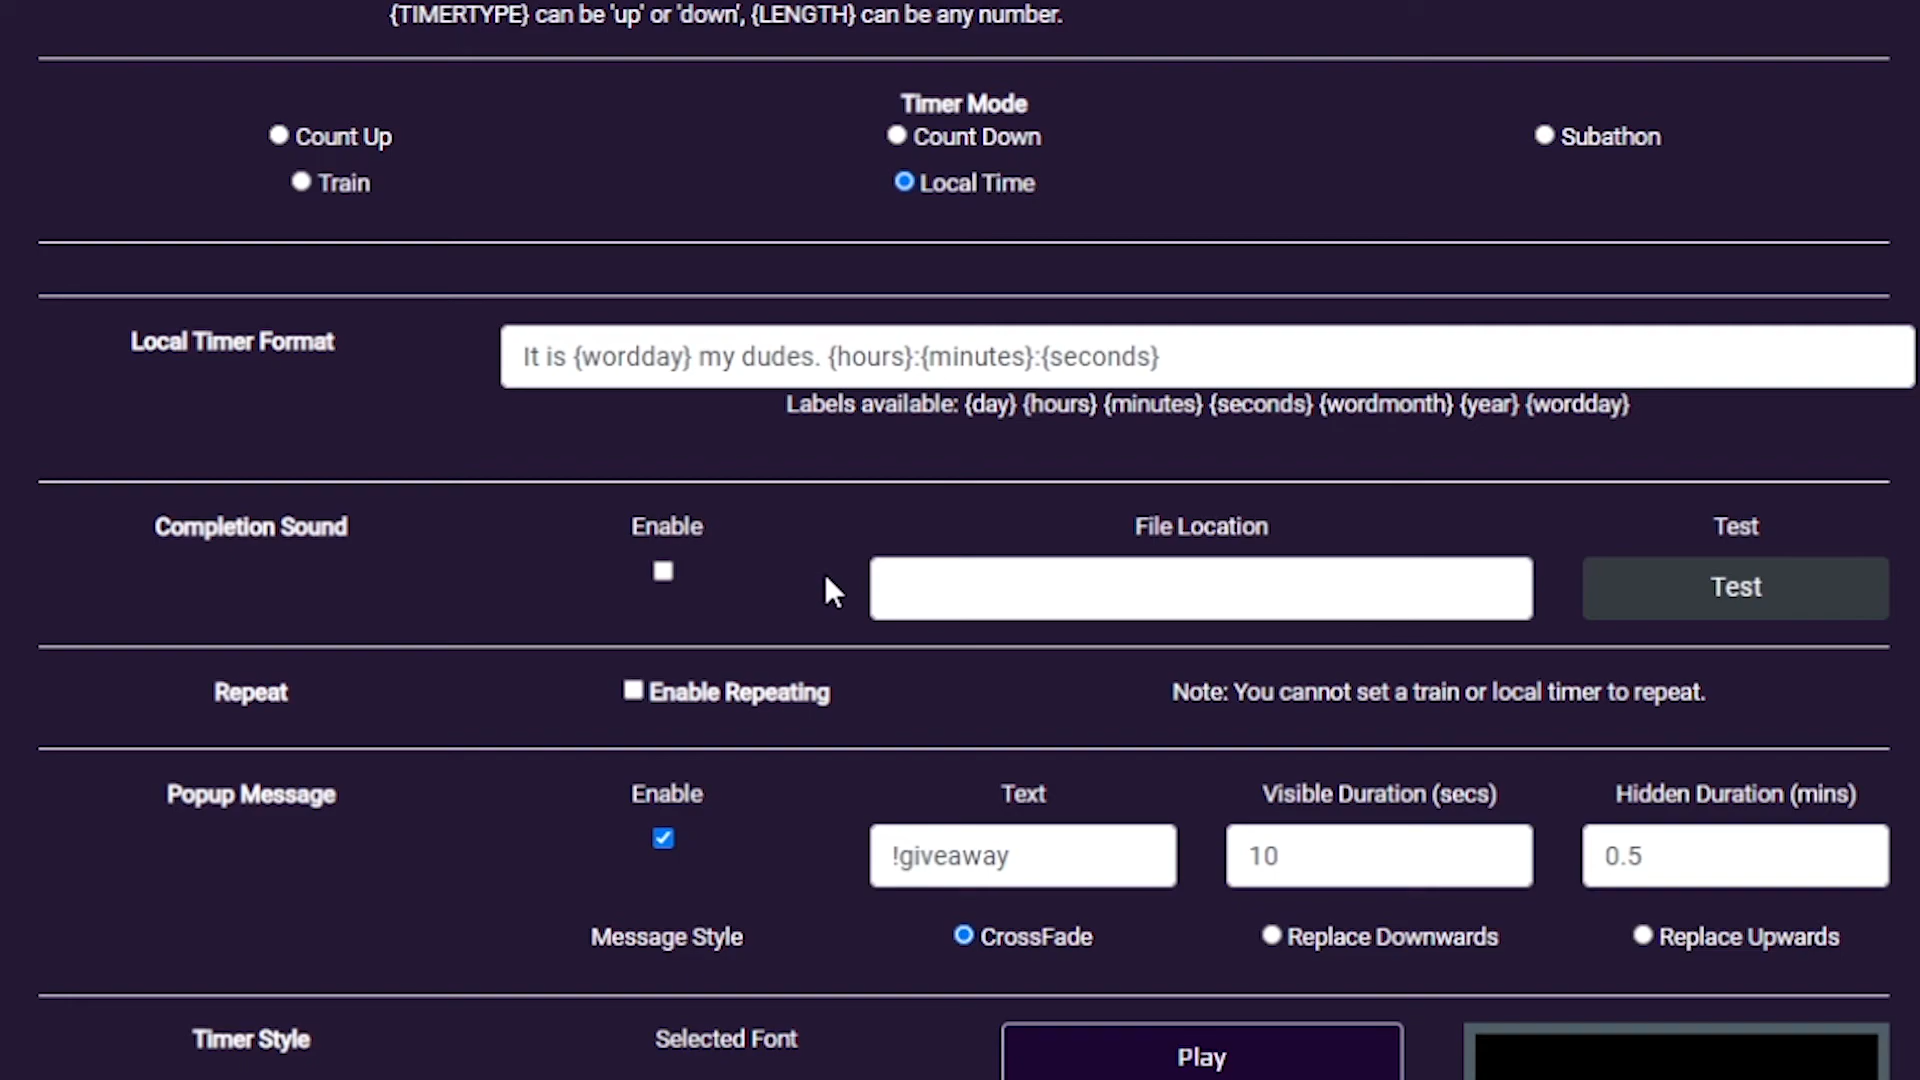 {TIMERTYPE} can be 'up' or 'down', {LENGTH} can be any number.
Timer Mode
Count Up
Count Down
Subathon
Train
Local Time
Local Timer Format
It is {wordday} my dudes. {hours}:{minutes}:{seconds}
Labels available: {day} {hours} {minutes} {seconds} {wordmonth} {year} {wordday}
Completion Sound
Enable
File Location
Test
Test
Repeat
Enable Repeating
Note: You cannot set a train or local timer to repeat.
Popup Message
Enable
Text
Visible Duration (secs)
Hidden Duration (mins)
!giveaway
10
0.5
Message Style
CrossFade
Replace Downwards
Replace Upwards
Timer Style
Selected Font
Play